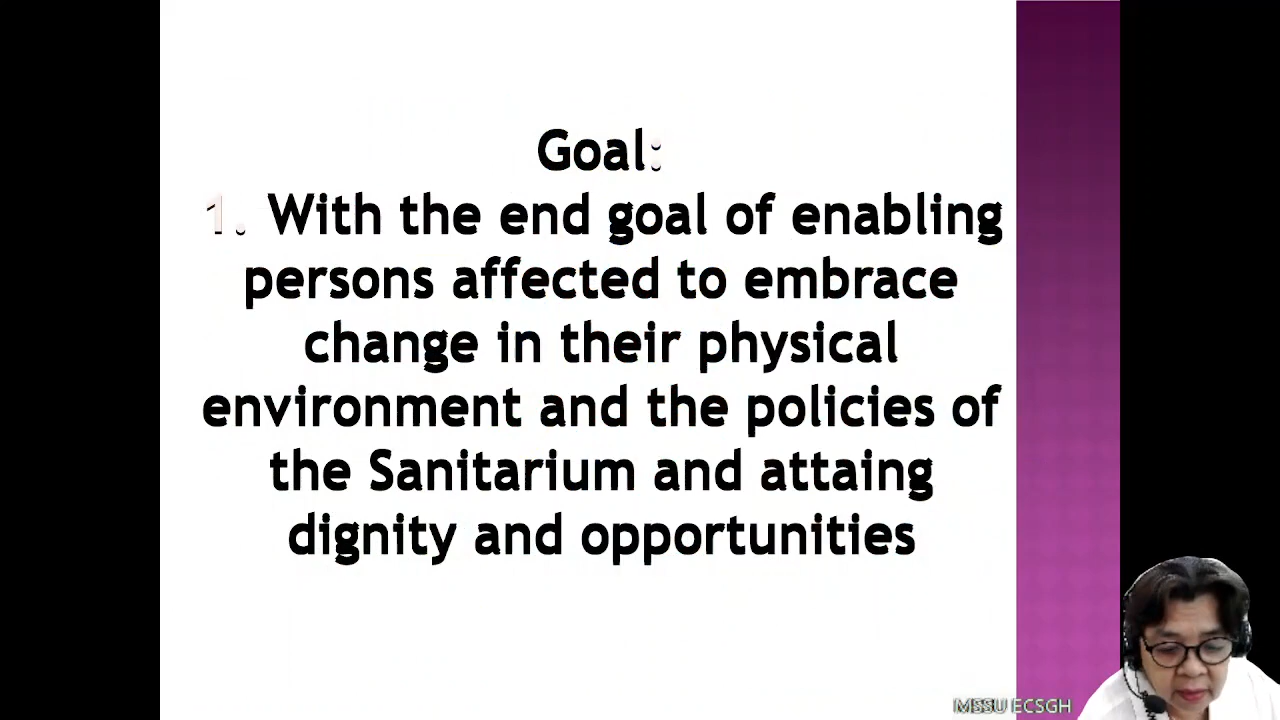 Goal:
1. With the end goal of enabling
persons affected to embrace
change in their physical
environment and the policies of
the Sanitarium and attaing
dignity and opportunities
MSSU ECSGH